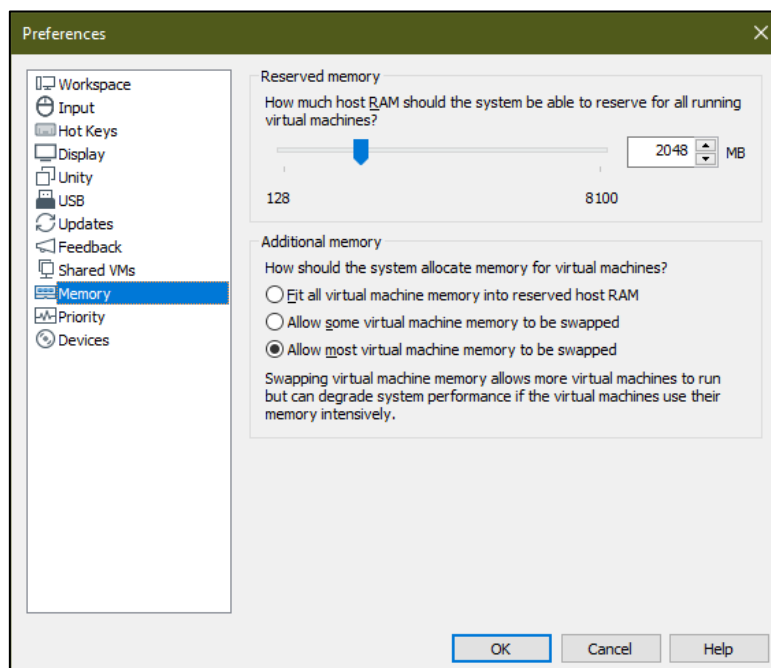 Preferences
Workspace
Input
Hot Keys
Display
Unity
USB
Updates
Feedback
Shared VMs
Memory
Priority
Devices
Reserved memory
How much host RAM should the system be able to reserve for all running
virtual machines?
2048 MB
128 8100
Additional memory
How should the system allocate memory for virtual machines?
Fit all virtual machine memory into reserved host RAM
Allow some virtual machine memory to be swapped
Allow most virtual machine memory to be swapped
Swapping virtual machine memory allows more virtual machines to run
but can degrade system performance if the virtual machines use their
memory intensively.
OK Cancel Help